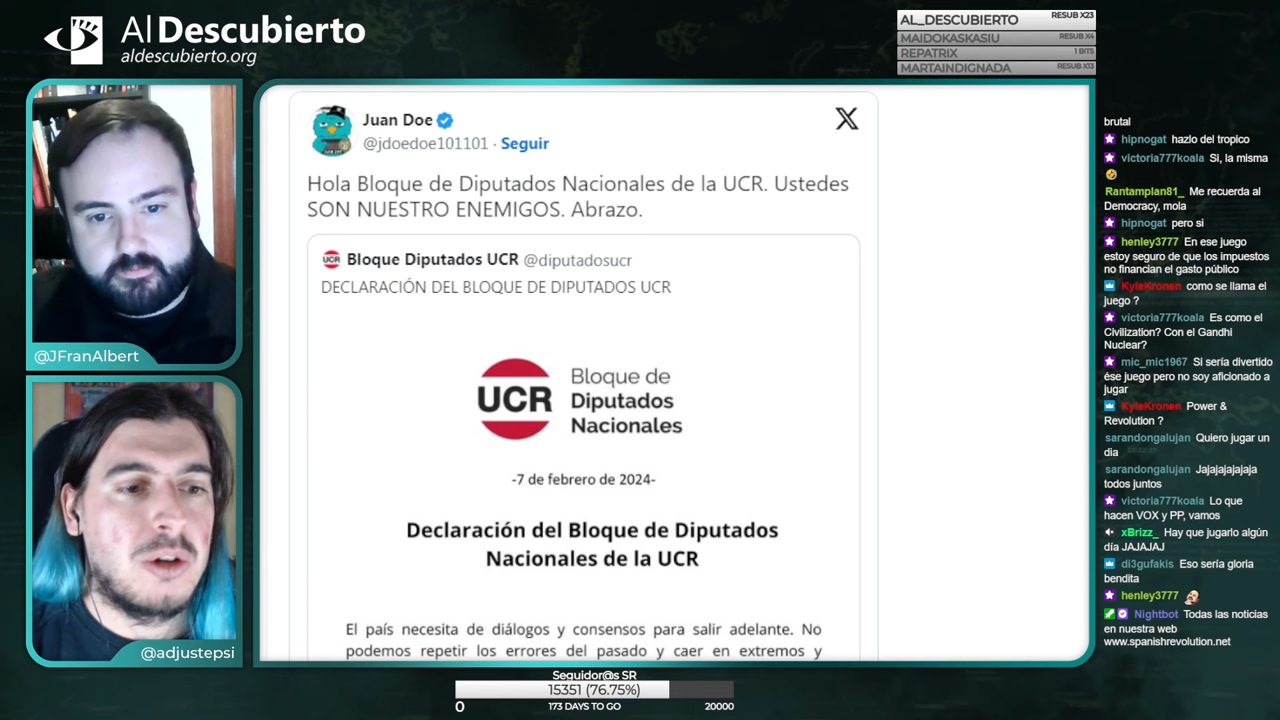 Al Descubierto
aldescubierto.org
AL_DESCUBIERTO RESUB X23
MAIDOKASKASIU RESUB X4
REPATRIX 1 BITS
MARTAINDIGNADA RESUB X13
@JFranAlbert
@adjustepsi
Juan Doe
@jdoedoe101101 · Seguir
Hola Bloque de Diputados Nacionales de la UCR. Ustedes
SON NUESTRO ENEMIGOS. Abrazo.
UCR Bloque Diputados UCR @diputadosucr
DECLARACIÓN DEL BLOQUE DE DIPUTADOS UCR
UCR
Bloque de
Diputados
Nacionales
-7 de febrero de 2024-
Declaración del Bloque de Diputados
Nacionales de la UCR
El país necesita de diálogos y consensos para salir adelante. No
podemos repetir los errores del pasado y caer en extremos y
brutal
hipnogat hazlo del tropico
victoria777koala Si, la misma
Rantamplan81_ Me recuerda al
Democracy, mola
hipnogat pero si
henley3777 En ese juego
estoy seguro de que los impuestos
no financian el gasto público
KyleKronen como se llama el
juego ?
victoria777koala Es como el
Civilization? Con el Gandhi
Nuclear?
mic_mic1967 Si sería divertido
ése juego pero no soy aficionado a
jugar
KyleKronen Power &
Revolution ?
sarandongalujan Quiero jugar un
dia
sarandongalujan Jajajajajajaja
todos juntos
victoria777koala Lo que
hacen VOX y PP, vamos
xBrizz_ Hay que jugarlo algún
día JAJAJAJ
di3gufakis Eso sería gloria
bendita
henley3777
Nightbot Todas las noticias
en nuestra web
www.spanishrevolution.net
Seguidor@s SR
15351 (76.75%)
0 173 DAYS TO GO 20000